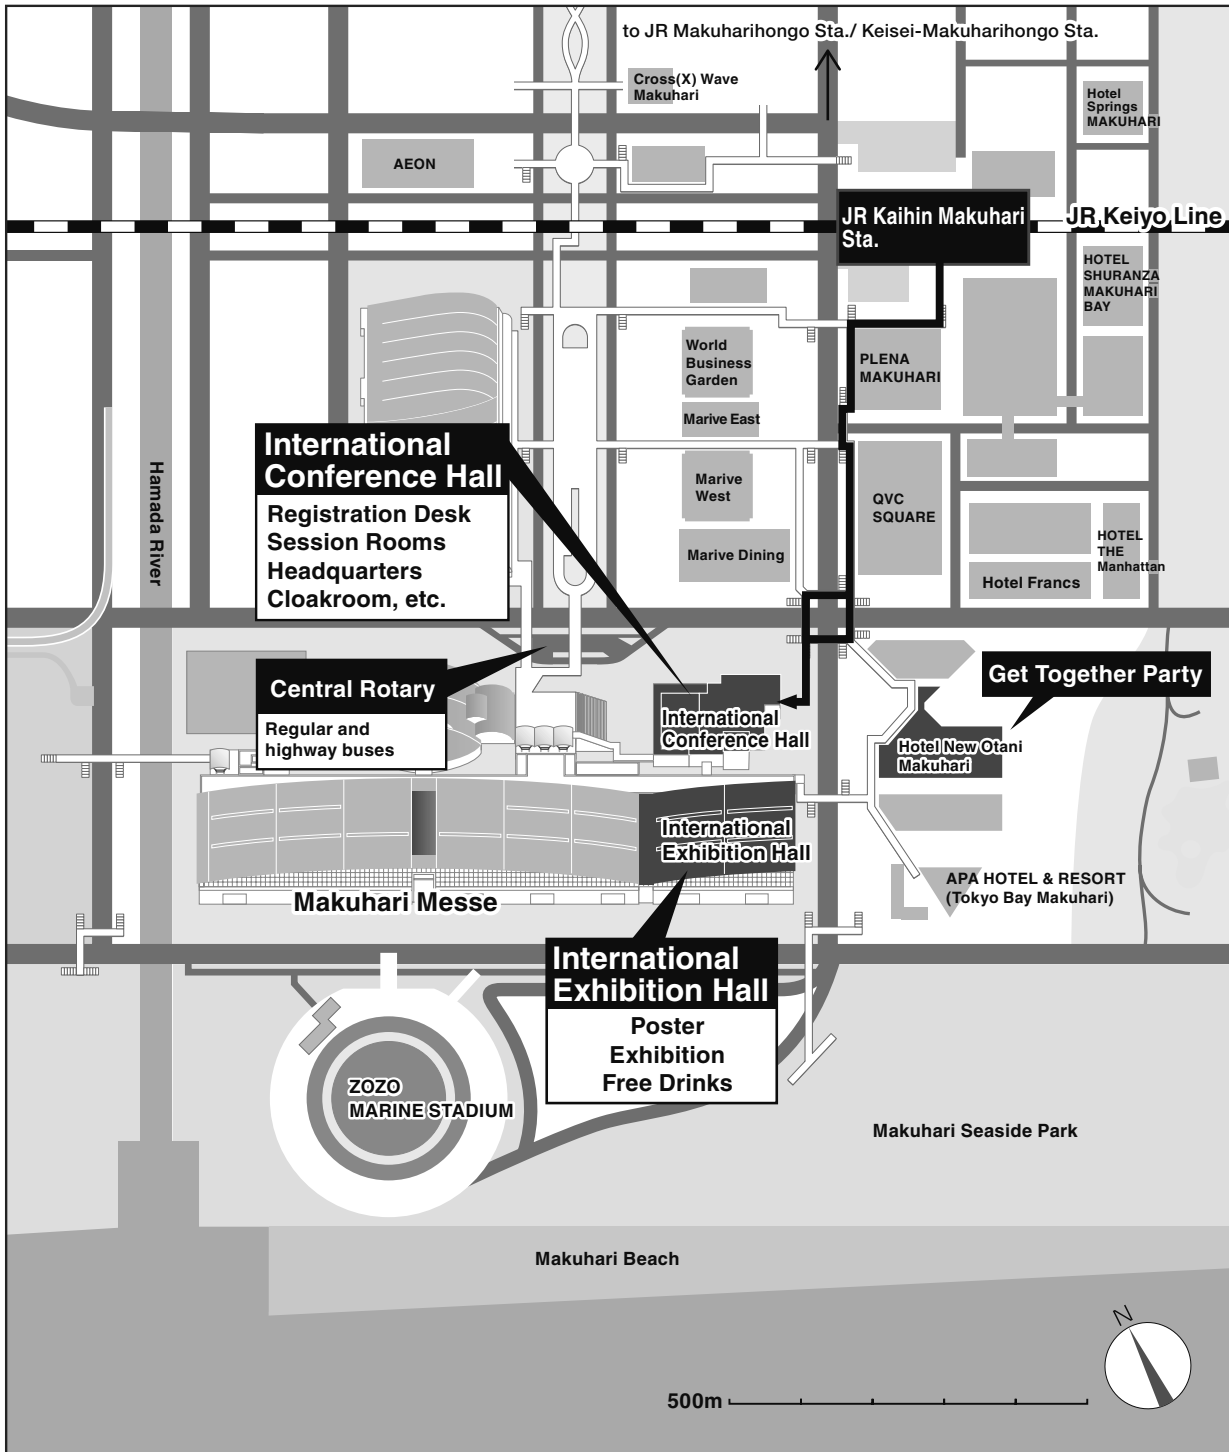 to JR Makuharihongo Sta./ Keisei-Makuharihongo Sta.
Cross(X) Wave
Makuhari
Hotel
Springs
MAKUHARI
AEON
JR Kaihin Makuhari
Sta.
JR Keiyo Line
HOTEL
SHURANZA
MAKUHARI
BAY
World
Business
Garden
PLENA
MAKUHARI
Marive East
International
Conference Hall
Registration Desk
Session Rooms
Headquarters
Cloakroom, etc.
Hamada River
Marive
West
QVC
SQUARE
Marive Dining
HOTEL
THE
Manhattan
Hotel Francs
Central Rotary
Regular and
highway buses
Get Together Party
International
Conference Hall
Hotel New Otani
Makuhari
International
Exhibition Hall
APA HOTEL & RESORT
(Tokyo Bay Makuhari)
Makuhari Messe
International
Exhibition Hall
Poster
Exhibition
Free Drinks
ZOZO
MARINE STADIUM
Makuhari Seaside Park
Makuhari Beach
N
500m